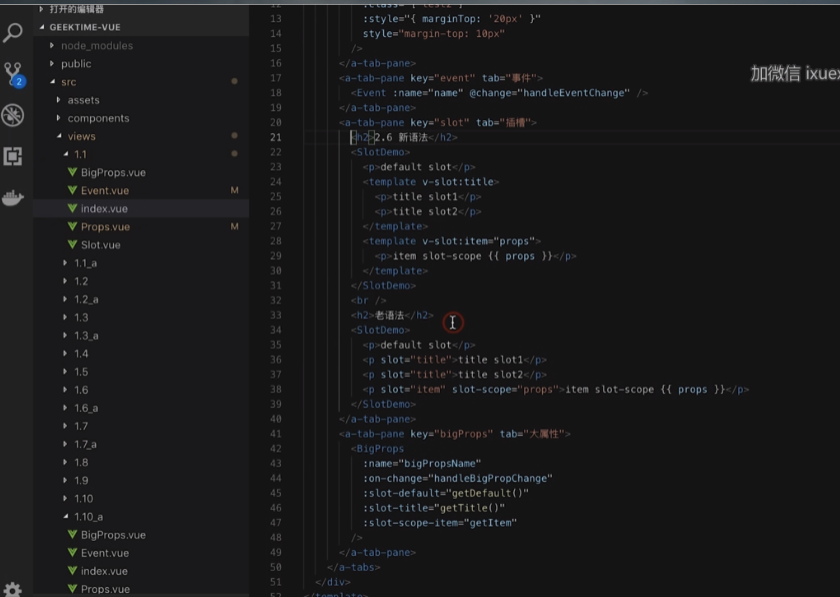 打开的编辑器
GEEKTIME-VUE
node_modules
public
src
assets
components
views
1.1
BigProps.vue
Event.vue M
index.vue
Props.vue M
Slot.vue
1.1_a
1.2
1.2_a
1.3
1.3_a
1.4
1.5
1.6
1.6_a
1.7
1.7_a
1.8
1.9
1.10
1.10_a
BigProps.vue
Event.vue
index.vue
Props.vue
2
12 :class="['test2']"
13 :style="{ marginTop: '20px' }"
14 style="margin-top: 10px"
15 />
16 </a-tab-pane>
17 <a-tab-pane key="event" tab="事件">
18 <Event :name="name" @change="handleEventChange" />
19 </a-tab-pane>
20 <a-tab-pane key="slot" tab="插槽">
21 <h2>2.6 新语法</h2>
22 <SlotDemo>
23 <p>default slot</p>
24 <template v-slot:title>
25 <p>title slot1</p>
26 <p>title slot2</p>
27 </template>
28 <template v-slot:item="props">
29 <p>item slot-scope {{ props }}</p>
30 </template>
31 </SlotDemo>
32 <br />
33 <h2>老语法</h2>
34 <SlotDemo>
35 <p>default slot</p>
36 <p slot="title">title slot1</p>
37 <p slot="title">title slot2</p>
38 <p slot="item" slot-scope="props">item slot-scope {{ props }}</p>
39 </SlotDemo>
40 </a-tab-pane>
41 <a-tab-pane key="bigProps" tab="大属性">
42 <BigProps
43 :name="bigPropsName"
44 :on-change="handleBigPropChange"
45 :slot-default="getDefault()"
46 :slot-title="getTitle()"
47 :slot-scope-item="getItem"
48 />
49 </a-tab-pane>
50 </a-tabs>
51 </div>
52 </template>
加微信 ixuex